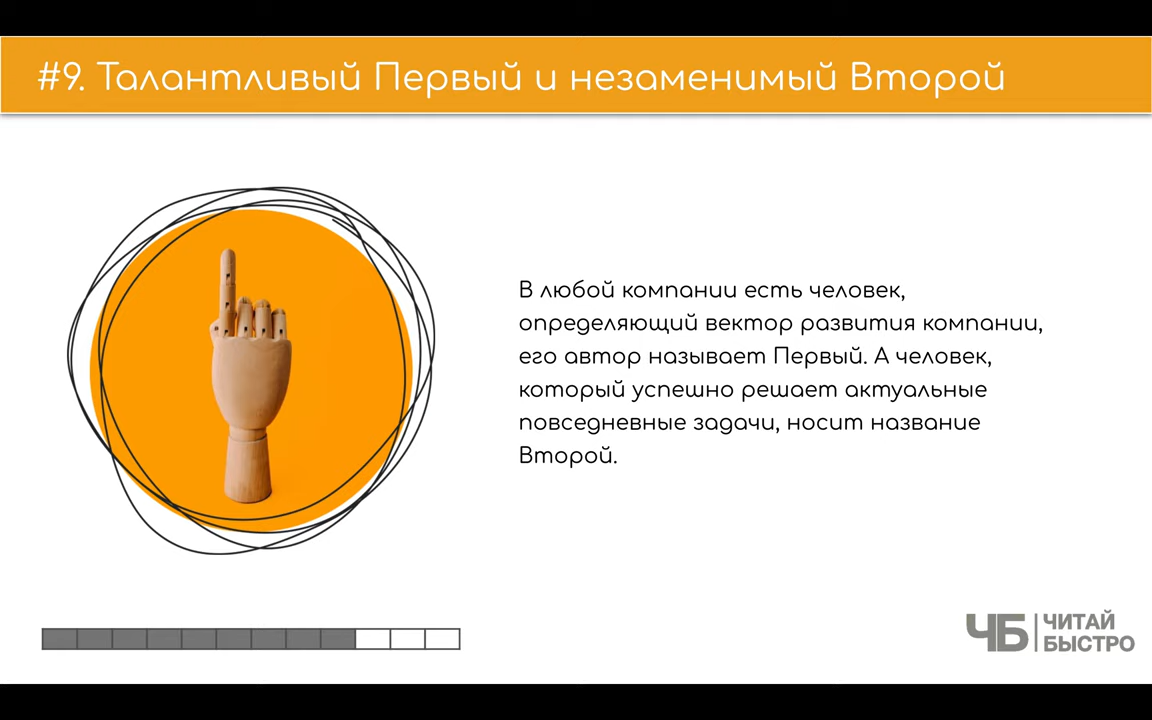 #9. Талантливый Первый и незаменимый Второй
В любой компании есть человек,
определяющий вектор развития компании,
его автор называет Первый. А человек,
который успешно решает актуальные
повседневные задачи, носит название
Второй.
ЧБ ЧИТАЙ
БЫСТРО